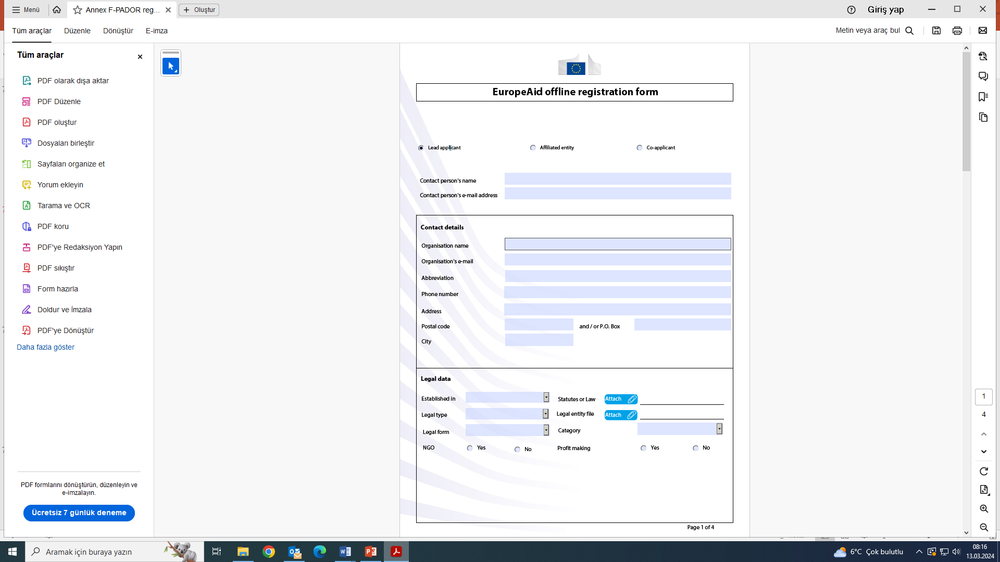 Menü
Annex F-PADOR reg...
Oluştur
Giriş yap
Tüm araçlar
Düzenle
Dönüştür
E-imza
Metin veya araç bul
Tüm araçlar
PDF olarak dışa aktar
PDF Düzenle
PDF oluştur
Dosyaları birleştir
Sayfaları organize et
Yorum ekleyin
Tarama ve OCR
PDF koru
PDF'ye Redaksiyon Yapın
PDF sıkıştır
Form hazırla
Doldur ve İmzala
PDF'ye Dönüştür
Daha fazla göster
PDF formlarını dönüştürün, düzenleyin ve
e-imzalayın.
Ücretsiz 7 günlük deneme
EuropeAid offline registration form
Lead applicant
Affiliated entity
Co-applicant
Contact person's name
Contact person's e-mail address
Contact details
Organisation name
Organisation's e-mail
Abbreviation
Phone number
Address
Postal code
and / or P.O. Box
City
Legal data
Established in
Statutes or Law
Attach
Legal type
Legal entity file
Attach
Legal form
Category
NGO
Yes
No
Profit making
Yes
No
Page 1 of 4
1
4
Aramak için buraya yazın
6°C Çok bulutlu
08:16
13.03.2024